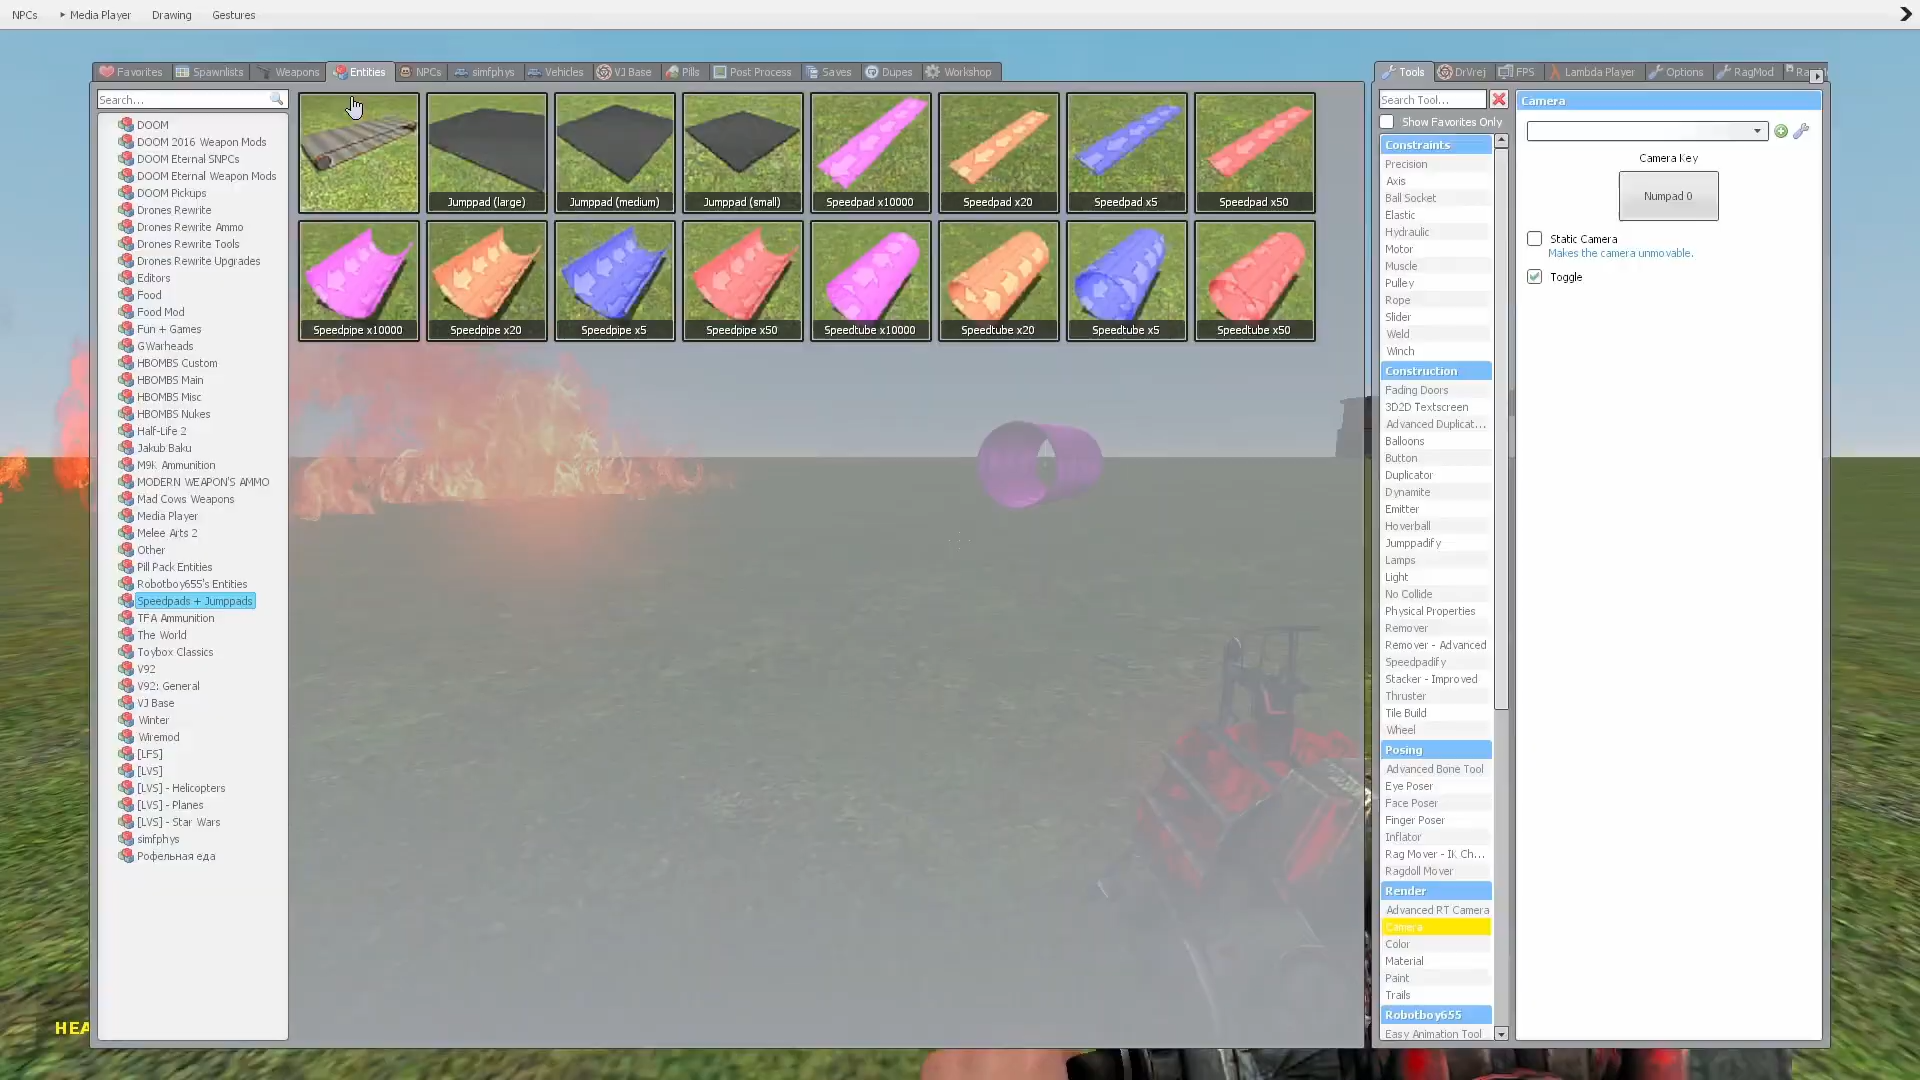 NPCs
Media Player
Drawing
Gestures
Favorites
Spawnlists
Weapons
Entities
NPCs
simfphys
Vehicles
VJ Base
Pills
Post Process
Saves
Dupes
Workshop
Search...
DOOM
DOOM 2016 Weapon Mods
DOOM Eternal SNPCs
DOOM Eternal Weapon Mods
DOOM Pickups
Drones Rewrite
Drones Rewrite Ammo
Drones Rewrite Tools
Drones Rewrite Upgrades
Editors
Food
Food Mod
Fun + Games
GWarheads
HBOMBS Custom
HBOMBS Main
HBOMBS Misc
HBOMBS Nukes
Half-Life 2
Jakub Baku
M9K Ammunition
MODERN WEAPON'S AMMO
Mad Cows Weapons
Media Player
Melee Arts 2
Other
Pill Pack Entities
Robotboy655's Entities
Speedpads + Jumppads
TFA Ammunition
The World
Toybox Classics
V92
V92: General
VJ Base
Winter
Wiremod
[LFS]
[LVS]
[LVS] - Helicopters
[LVS] - Planes
[LVS] - Star Wars
simfphys
Рофельная еда
Jumppad (large)
Jumppad (medium)
Jumppad (small)
Speedpad x10000
Speedpad x20
Speedpad x5
Speedpad x50
Speedpipe x10000
Speedpipe x20
Speedpipe x5
Speedpipe x50
Speedtube x10000
Speedtube x20
Speedtube x5
Speedtube x50
HEA
Tools
DrVrej
FPS
Lambda Player
Options
RagMod
Search Tool...
Show Favorites Only
Constraints
Precision
Axis
Ball Socket
Elastic
Hydraulic
Motor
Muscle
Pulley
Rope
Slider
Weld
Winch
Construction
Fading Doors
3D2D Textscreen
Advanced Duplicat...
Balloons
Button
Duplicator
Dynamite
Emitter
Hoverball
Jumppadify
Lamps
Light
No Collide
Physical Properties
Remover
Remover - Advanced
Speedpadify
Stacker - Improved
Thruster
Tile Build
Wheel
Posing
Advanced Bone Tool
Eye Poser
Face Poser
Finger Poser
Inflator
Rag Mover - IK Ch...
Ragdoll Mover
Render
Advanced RT Camera
Camera
Color
Material
Paint
Trails
Robotboy655
Easy Animation Tool
Camera
Camera Key
Numpad 0
Static Camera
Makes the camera unmovable.
Toggle